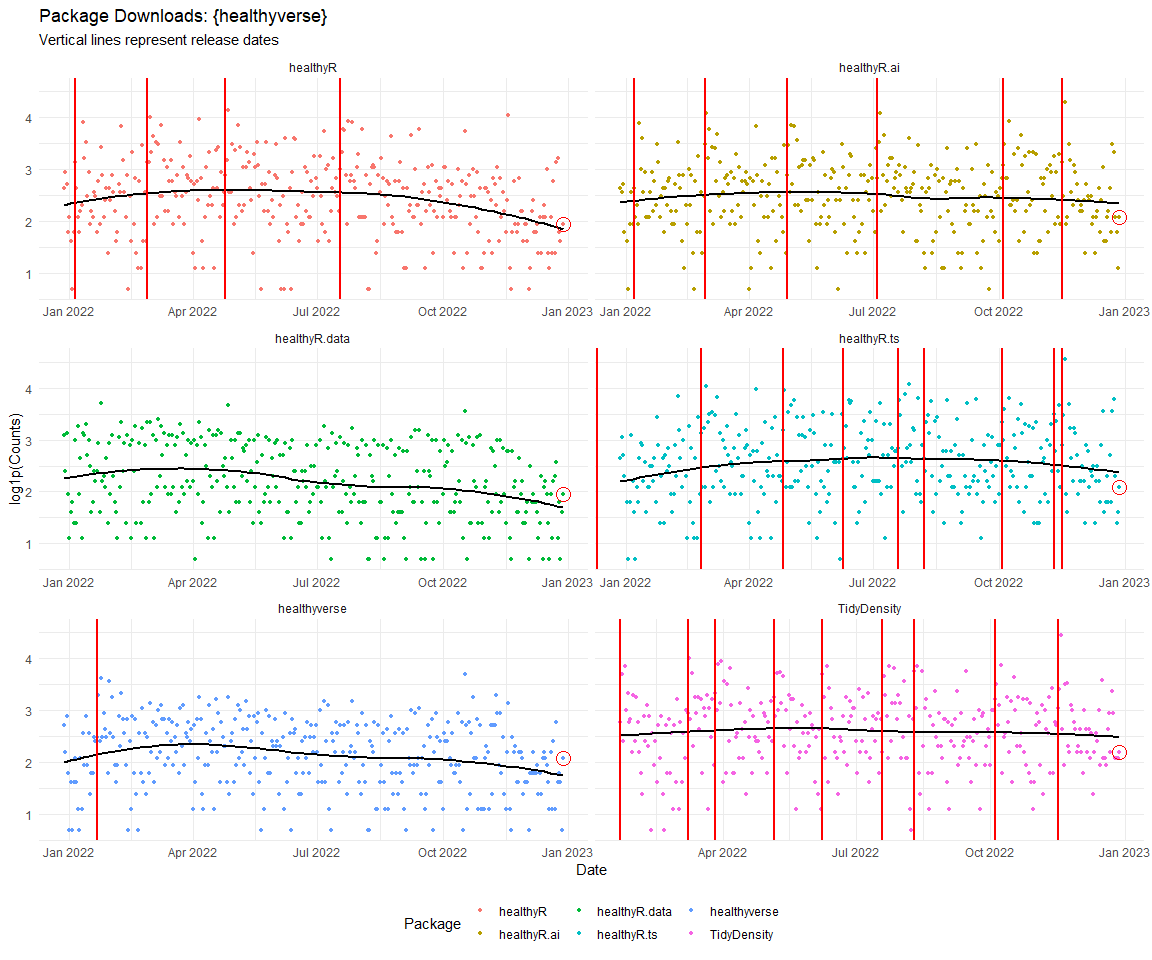 Package Downloads: {healthyverse}
Vertical lines represent release dates
healthyR
healthyR.ai
4
3
2
1
Jan 2022 Apr 2022 Jul 2022 Oct 2022 Jan 2023
Jan 2022 Apr 2022 Jul 2022 Oct 2022 Jan 2023
healthyR.data
healthyR.ts
log1p(Counts)
4
3
2
1
Jan 2022 Apr 2022 Jul 2022 Oct 2022 Jan 2023
Jan 2022 Apr 2022 Jul 2022 Oct 2022 Jan 2023
healthyverse
TidyDensity
4
3
2
1
Jan 2022 Apr 2022 Jul 2022 Oct 2022 Jan 2023
Apr 2022 Jul 2022 Oct 2022 Jan 2023
Date
Package
healthyR healthyR.data healthyverse
healthyR.ai healthyR.ts TidyDensity